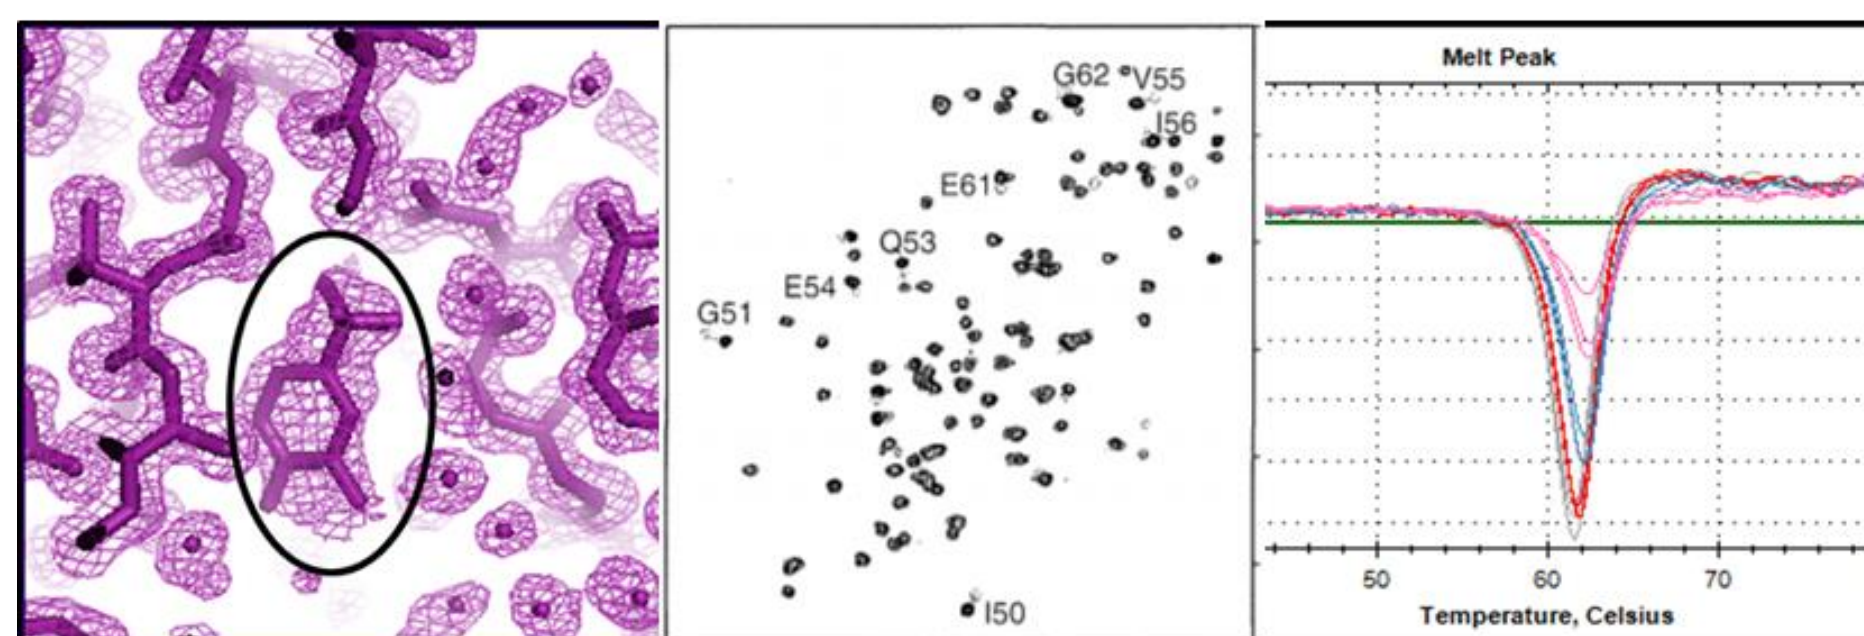 G62 V55
I56
E61
Q53
E54
G51
I50
Melt Peak
50 60 70
Temperature, Celsius